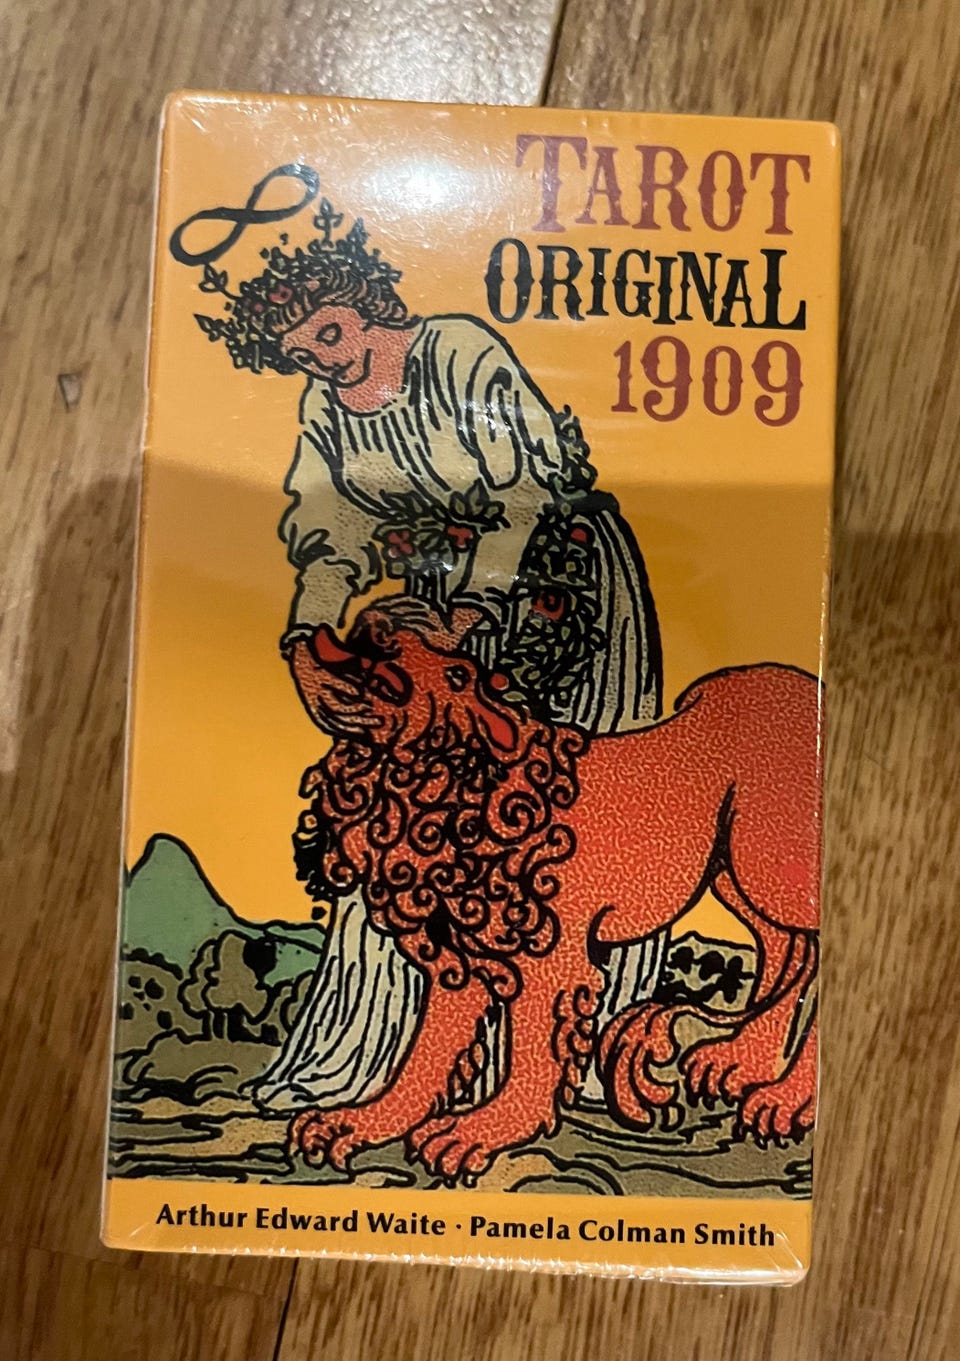 TAROT
ORIGINAL
1909
Arthur Edward Waite · Pamela Colman Smith